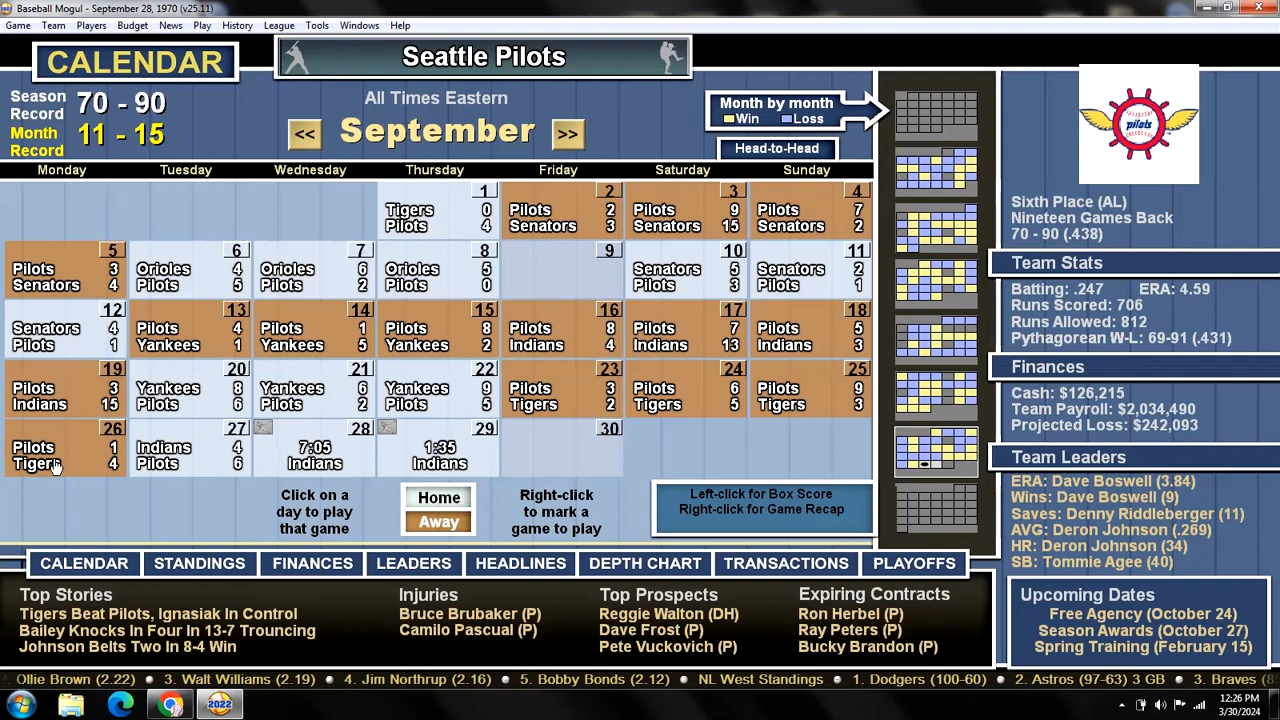 Baseball Mogul - September 28, 1970 (v25.11)
Game Team Players Budget News Play History League Tools Windows Help
CALENDAR
Seattle Pilots
Season Record 70 - 90
Month Record 11 - 15
All Times Eastern
<< September >>
Month by month
Win Loss
Head-to-Head
pilots
Monday Tuesday Wednesday Thursday Friday Saturday Sunday
1 2 3 4
Tigers 0 Pilots 2 Pilots 9 Pilots 7
Pilots 4 Senators 3 Senators 15 Senators 2
5 6 7 8 9 10 11
Pilots 3 Orioles 4 Orioles 6 Orioles 5 Senators 5 Senators 2
Senators 4 Pilots 5 Pilots 2 Pilots 0 Pilots 3 Pilots 1
12 13 14 15 16 17 18
Senators 4 Pilots 4 Pilots 1 Pilots 8 Pilots 8 Pilots 7 Pilots 5
Pilots 1 Yankees 1 Yankees 5 Yankees 2 Indians 4 Indians 13 Indians 3
19 20 21 22 23 24 25
Pilots 3 Yankees 8 Yankees 6 Yankees 9 Pilots 3 Pilots 6 Pilots 9
Indians 15 Pilots 6 Pilots 2 Pilots 5 Tigers 2 Tigers 5 Tigers 3
26 27 28 29 30
Pilots 1 Indians 4 7:05 1:35
Tigers 4 Pilots 6 Indians Indians
Click on a
day to play
that game
Home
Away
Right-click
to mark a
game to play
Left-click for Box Score
Right-click for Game Recap
Sixth Place (AL)
Nineteen Games Back
70 - 90 (.438)
Team Stats
Batting: .247 ERA: 4.59
Runs Scored: 706
Runs Allowed: 812
Pythagorean W-L: 69-91 (.431)
Finances
Cash: $126,215
Team Payroll: $2,034,490
Projected Loss: $242,093
Team Leaders
ERA: Dave Boswell (3.84)
Wins: Dave Boswell (9)
Saves: Denny Riddleberger (11)
AVG: Deron Johnson (.269)
HR: Deron Johnson (34)
SB: Tommie Agee (40)
CALENDAR STANDINGS FINANCES LEADERS HEADLINES DEPTH CHART TRANSACTIONS PLAYOFFS
Top Stories
Tigers Beat Pilots, Ignasiak In Control
Bailey Knocks In Four In 13-7 Trouncing
Johnson Belts Two In 8-4 Win
Injuries
Bruce Brubaker (P)
Camilo Pascual (P)
Top Prospects
Reggie Walton (DH)
Dave Frost (P)
Pete Vuckovich (P)
Expiring Contracts
Ron Herbel (P)
Ray Peters (P)
Bucky Brandon (P)
Upcoming Dates
Free Agency (October 24)
Season Awards (October 27)
Spring Training (February 15)
Ollie Brown (2.22) • 3. Walt Williams (2.19) • 4. Jim Northrup (2.16) • 5. Bobby Bonds (2.12) • NL West Standings • 1. Dodgers (100-60) • 2. Astros (97-63) 3 GB • 3. Braves
2022
12:26 PM
3/30/2024